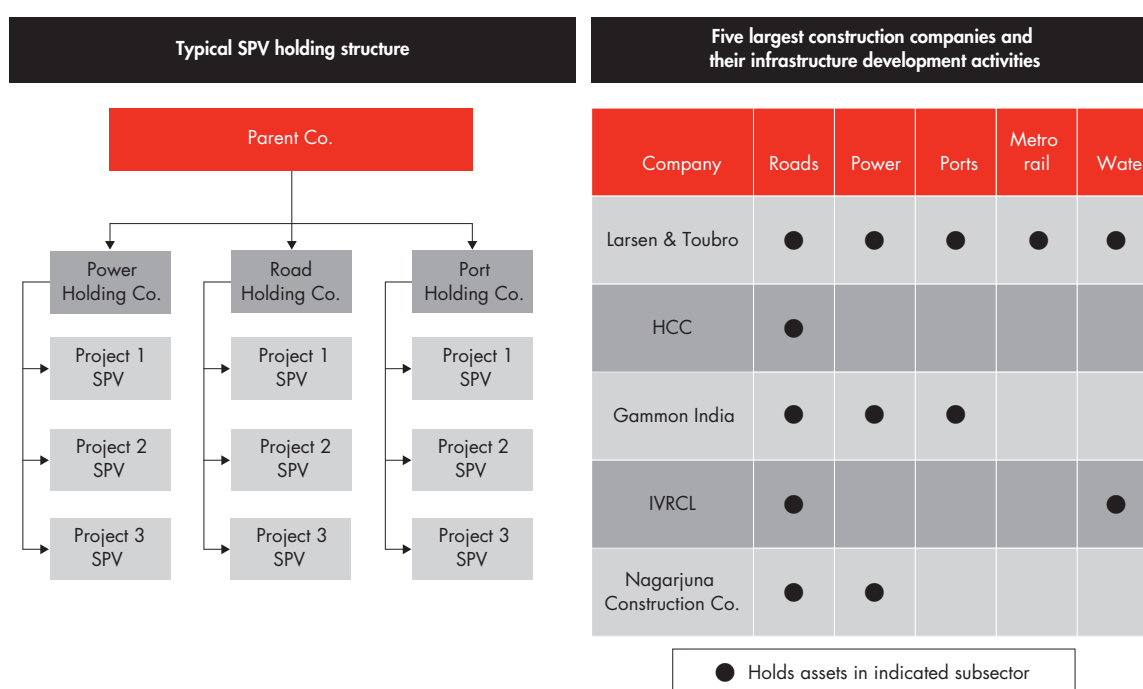 Typical SPV holding structure
Parent Co.
Power
Holding Co.
Road
Holding Co.
Port
Holding Co.
Project 1
SPV
Project 1
SPV
Project 1
SPV
Project 2
SPV
Project 2
SPV
Project 2
SPV
Project 3
SPV
Project 3
SPV
Project 3
SPV
Five largest construction companies and
their infrastructure development activities
Company
Roads
Power
Ports
Metro
rail
Wate
Larsen & Toubro
HCC
Gammon India
IVRCL
Nagarjuna
Construction Co.
Holds assets in indicated subsector